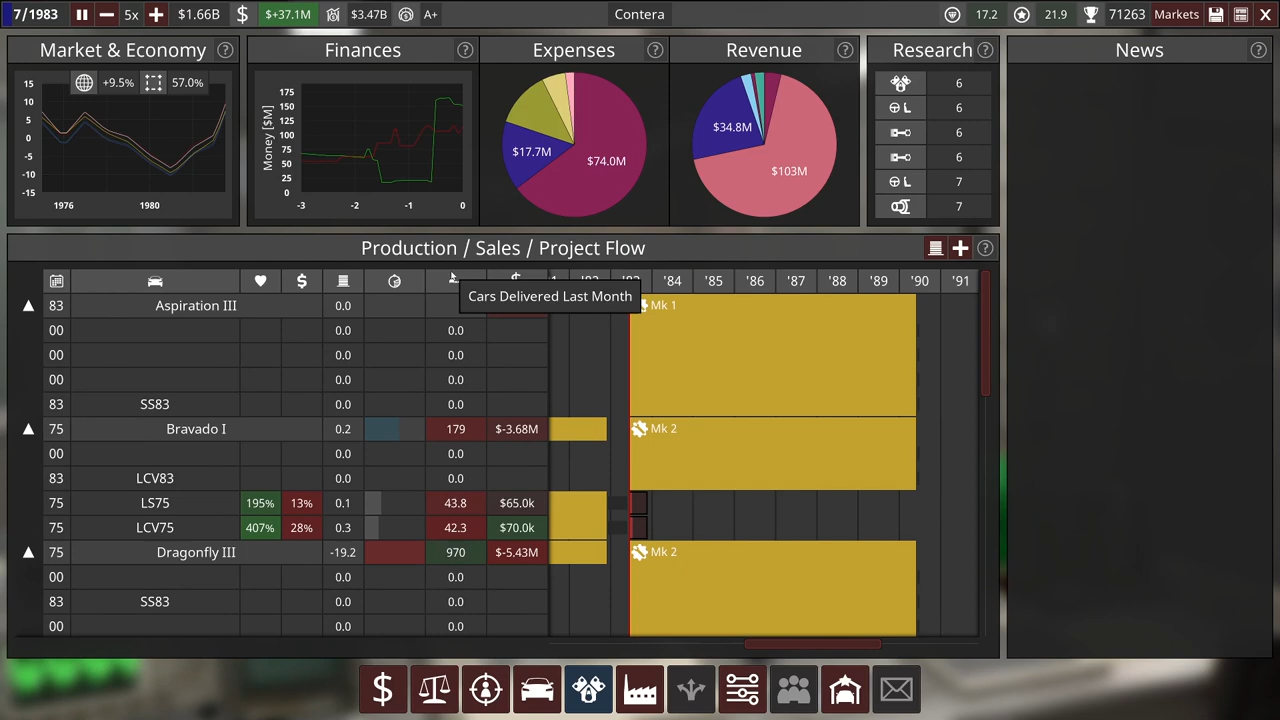 7/1983 5x $1.66B $+37.1M $3.47B A+ Contera 17.2 21.9 71263 Markets X
Market & Economy ? Finances ? Expenses ? Revenue ? Research ? News ?
+9.5% 57.0%
15
10
5
0
-5
-10
-15
1976 1980
Money [$M]
175
150
125
100
75
50
25
0
-3 -2 -1 0
$17.7M $74.0M
$34.8M $103M
6
6
6
6
7
7
Production / Sales / Project Flow ?
'84 '85 '86 '87 '88 '89 '90 '91
Cars Delivered Last Month
83 Aspiration III 0.0 Mk 1
00 0.0 0.0
00 0.0 0.0
00 0.0 0.0
83 SS83 0.0 0.0
75 Bravado I 0.2 179 $-3.68M Mk 2
00 0.0 0.0
83 LCV83 0.0 0.0
75 LS75 195% 13% 0.1 43.8 $65.0k
75 LCV75 407% 28% 0.3 42.3 $70.0k
75 Dragonfly III -19.2 970 $-5.43M Mk 2
00 0.0 0.0
83 SS83 0.0 0.0
00 0.0 0.0